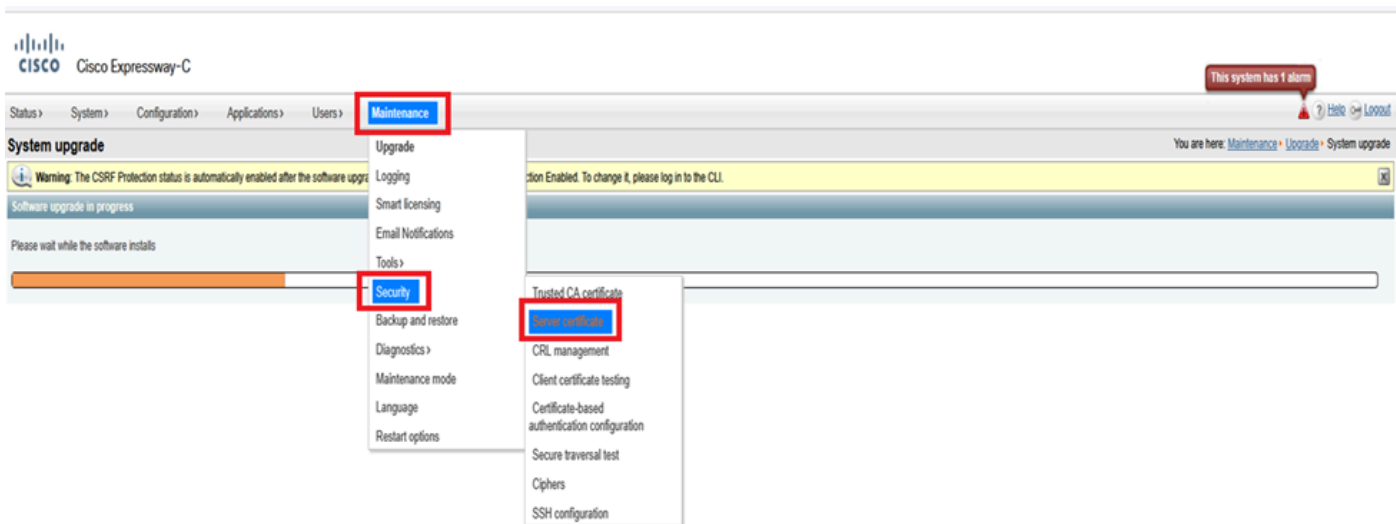 CISCO Cisco Expressway-C
This system has 1 alarm
Status > System > Configuration > Applications > Users > Maintenance
Help Logout
System upgrade
You are here: Maintenance Upgrade System upgrade
Warning: The CSRF Protection status is automatically enabled after the software upgra
ction Enabled. To change it, please log in to the CLI.
Software upgrade in progress
Please wait while the software installs
Upgrade
Logging
Smart licensing
Email Notifications
Tools >
Security
Backup and restore
Diagnostics >
Maintenance mode
Language
Restart options
Trusted CA certificate
Server certificate
CRL management
Client certificate testing
Certificate-based
authentication configuration
Secure traversal test
Ciphers
SSH configuration